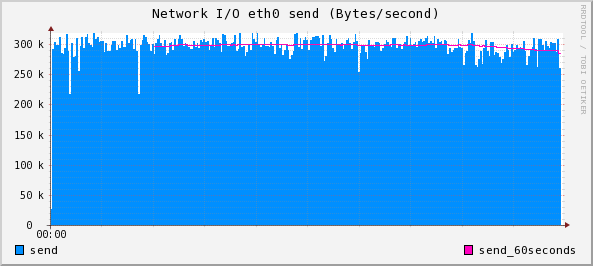 Network I/O eth0 send (Bytes/second)
RRDTOOL / TOBI OETIKER
300 k
250 k
200 k
150 k
100 k
50 k
0
00:00
send
send_60seconds